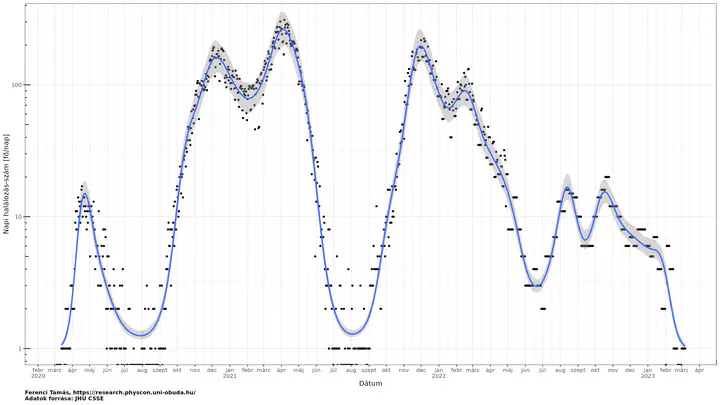 Napi halálozás-szám [fő/nap]
100
10
1
febr márc ápr máj jún júl aug szept okt nov dec jan febr márc ápr máj jún júl aug szept okt nov dec jan febr márc ápr máj jún júl aug szept okt nov dec jan febr márc ápr
2020 2021 2022 2023
Dátum
Ferenci Tamás, https://research.physcon.uni-obuda.hu/
Adatok forrása: JHU CSSE